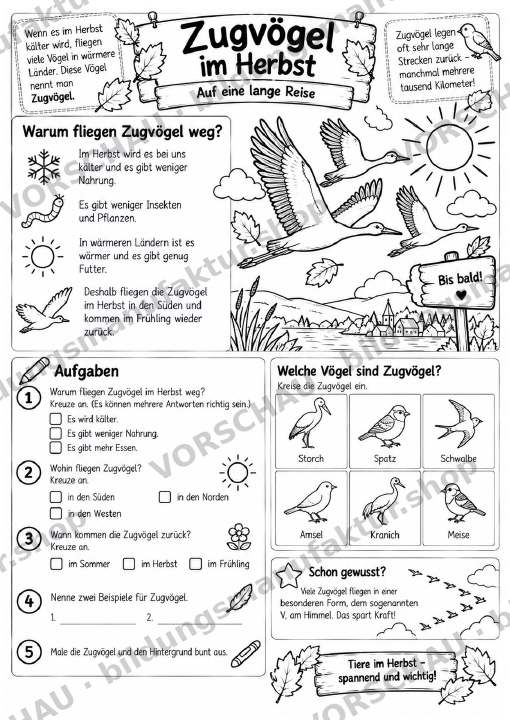 Wenn es im Herbst
kälter wird, fliegen
viele Vögel in wärmere
Länder. Diese Vögel
nennt man
Zugvögel.
Zugvögel
im Herbst
Auf eine lange Reise
Zugvögel legen
oft sehr lange
Strecken zurück –
manchmal mehrere
tausend Kilometer!
Warum fliegen Zugvögel weg?
Im Herbst wird es bei uns
kälter und es gibt weniger
Nahrung.
Es gibt weniger Insekten
und Pflanzen.
In wärmeren Ländern ist es
wärmer und es gibt genug
Futter.
Deshalb fliegen die Zugvögel
im Herbst in den Süden und
kommen im Frühling wieder
zurück.
Bis bald!
Aufgaben
1 Warum fliegen Zugvögel im Herbst weg?
Kreuze an. (Es können mehrere Antworten richtig sein.)
Es wird kälter.
Es gibt weniger Nahrung.
Es gibt mehr Essen.
2 Wohin fliegen Zugvögel?
Kreuze an.
in den Süden in den Norden
in den Westen
3 Wann kommen die Zugvögel zurück?
Kreuze an.
im Sommer im Herbst im Frühling
4 Nenne zwei Beispiele für Zugvögel.
1. 2.
5 Male die Zugvögel und den Hintergrund bunt aus.
Welche Vögel sind Zugvögel?
Kreise die Zugvögel ein.
Storch Spatz Schwalbe
Amsel Kranich Meise
Schon gewusst?
Viele Zugvögel fliegen in einer
besonderen Form, dem sogenannten
V, am Himmel. Das spart Kraft!
Tiere im Herbst –
spannend und wichtig!
VORSCHAU · bildungsmanufaktur.shop